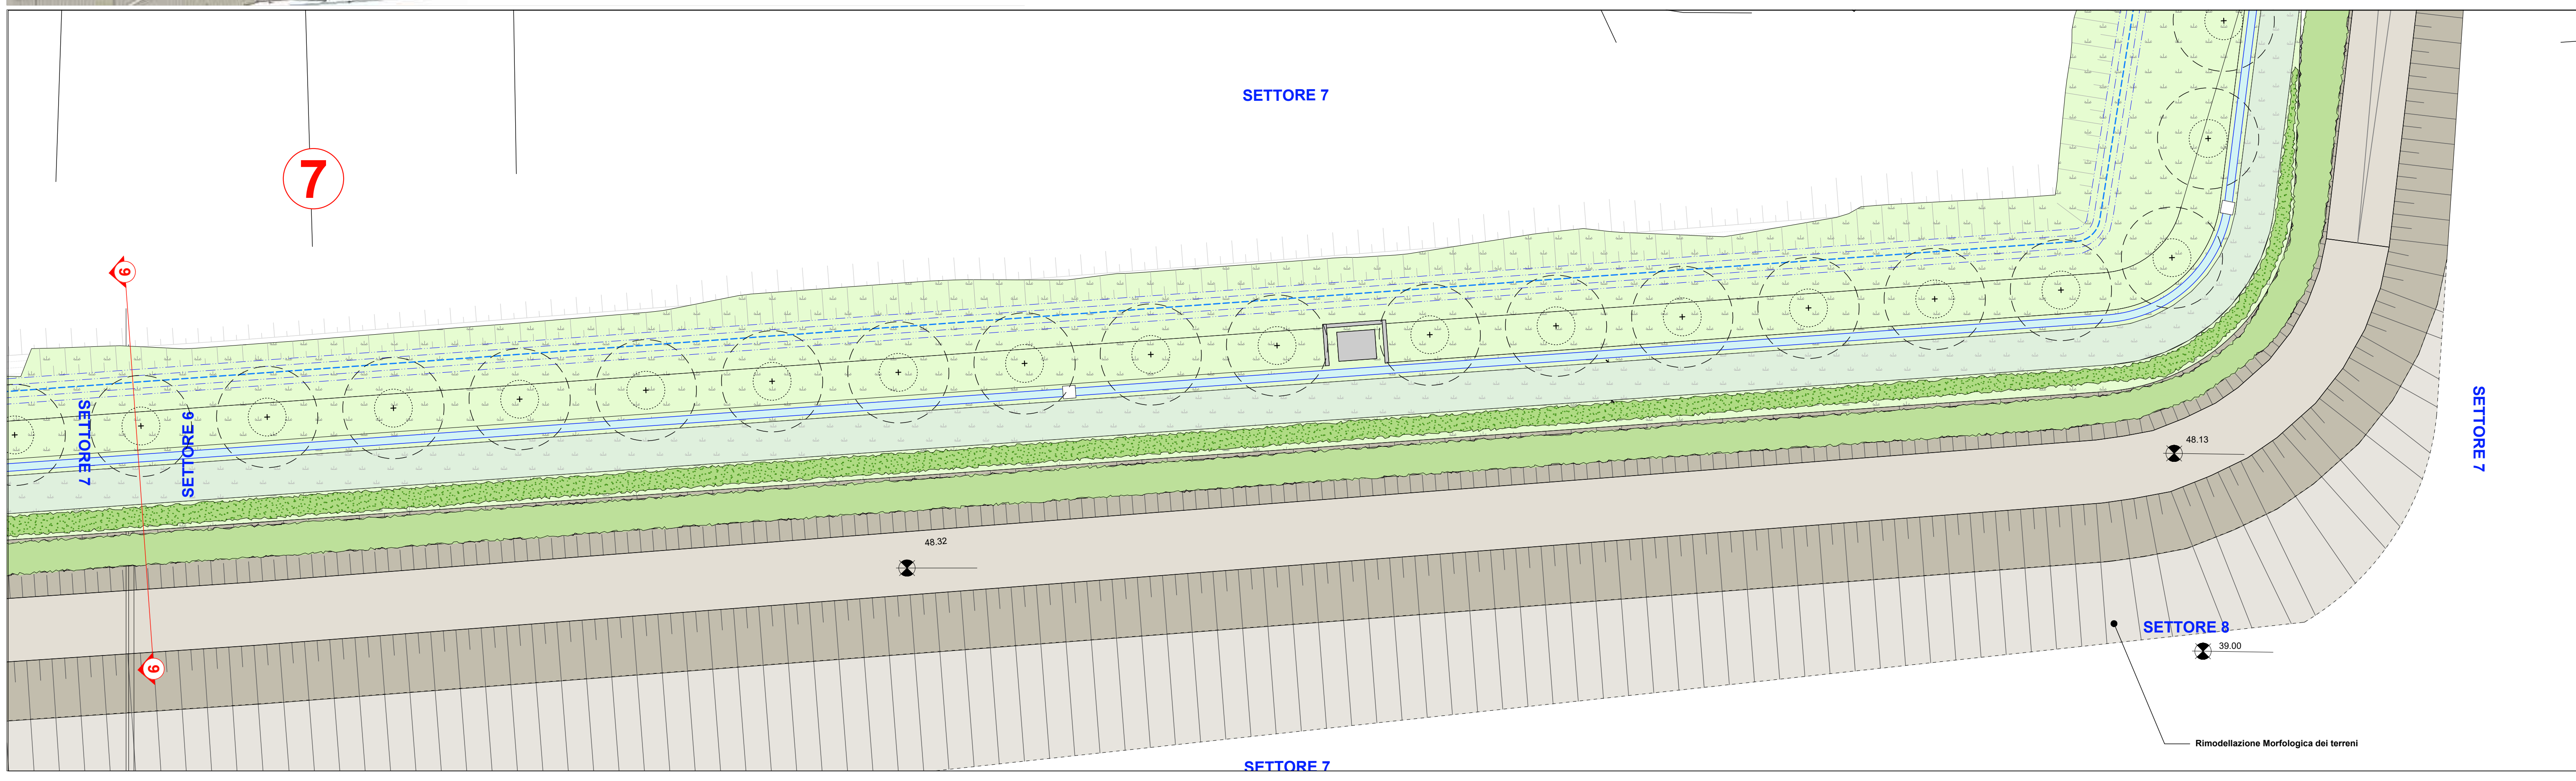 SETTORE 7
7
6
SETTORE 7
SETTORE 9
SETTORE 7
48.13
48.32
6
SETTORE 8
39.00
Rimodellazione Morfologica dei terreni
SETTORE 7